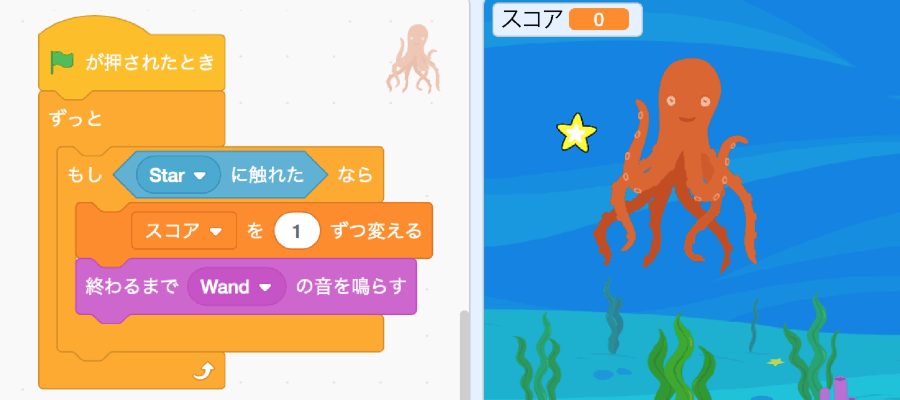 が押されたとき
ずっと
もし Star に触れた なら
スコア を 1 ずつ変える
終わるまで Wand の音を鳴らす
スコア 0